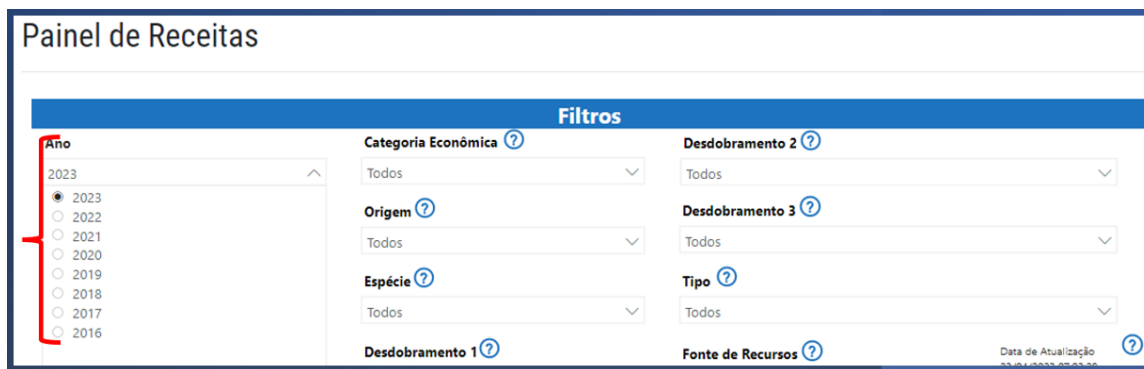 Painel de Receitas
Filtros
Ano
2023
2023
2022
2021
2020
2019
2018
2017
2016
Categoria Econômica ?
Todos
Origem ?
Todos
Espécie ?
Todos
Desdobramento 1 ?
Desdobramento 2 ?
Todos
Desdobramento 3 ?
Todos
Tipo ?
Todos
Fonte de Recursos ?
Data de Atualização ?